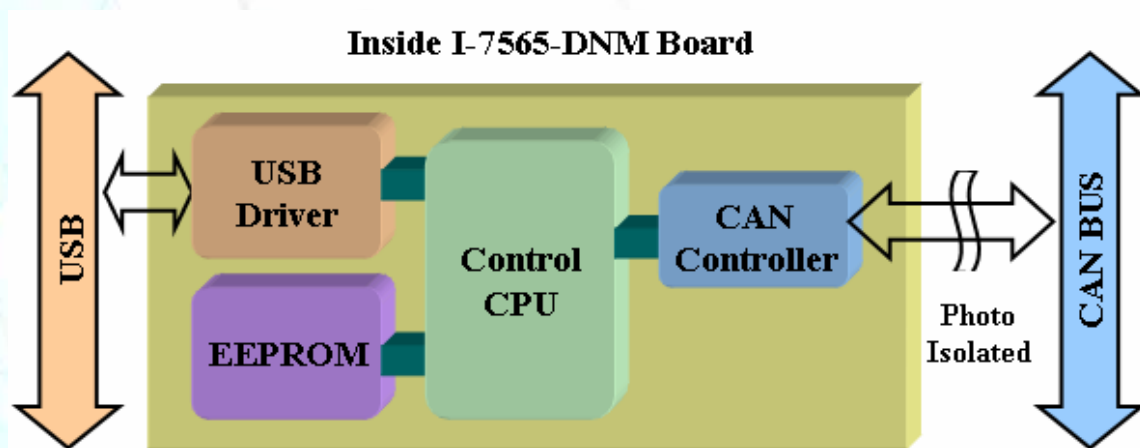 Inside I-7565-DNM Board
USB
USB
Driver
EEPROM
Control
CPU
CAN
Controller
Photo
Isolated
CAN BUS